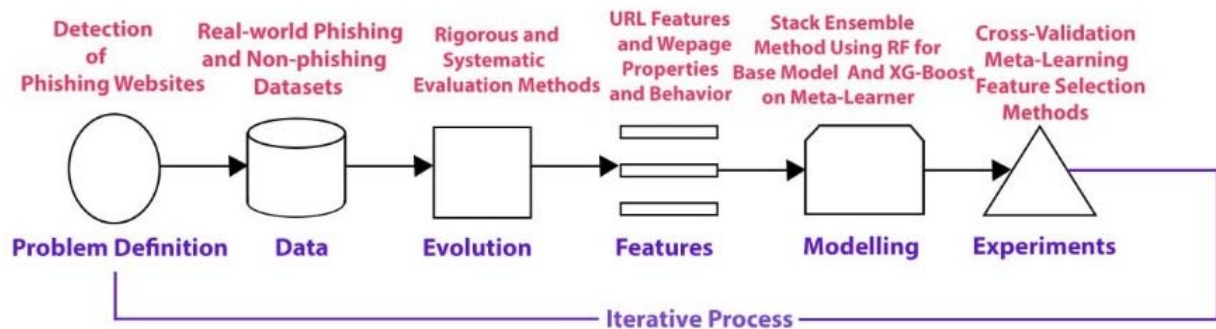 Detection
of
Phishing Websites
Real-world Phishing
and Non-phishing
Datasets
Rigorous and
Systematic
Evaluation Methods
URL Features
and Wepage
Properties
and Behavior
Stack Ensemble
Method Using RF for
Base Model And XG-Boost
on Meta-Learner
Cross-Validation
Meta-Learning
Feature Selection
Methods
Problem Definition
Data
Evolution
Features
Modelling
Experiments
Iterative Process